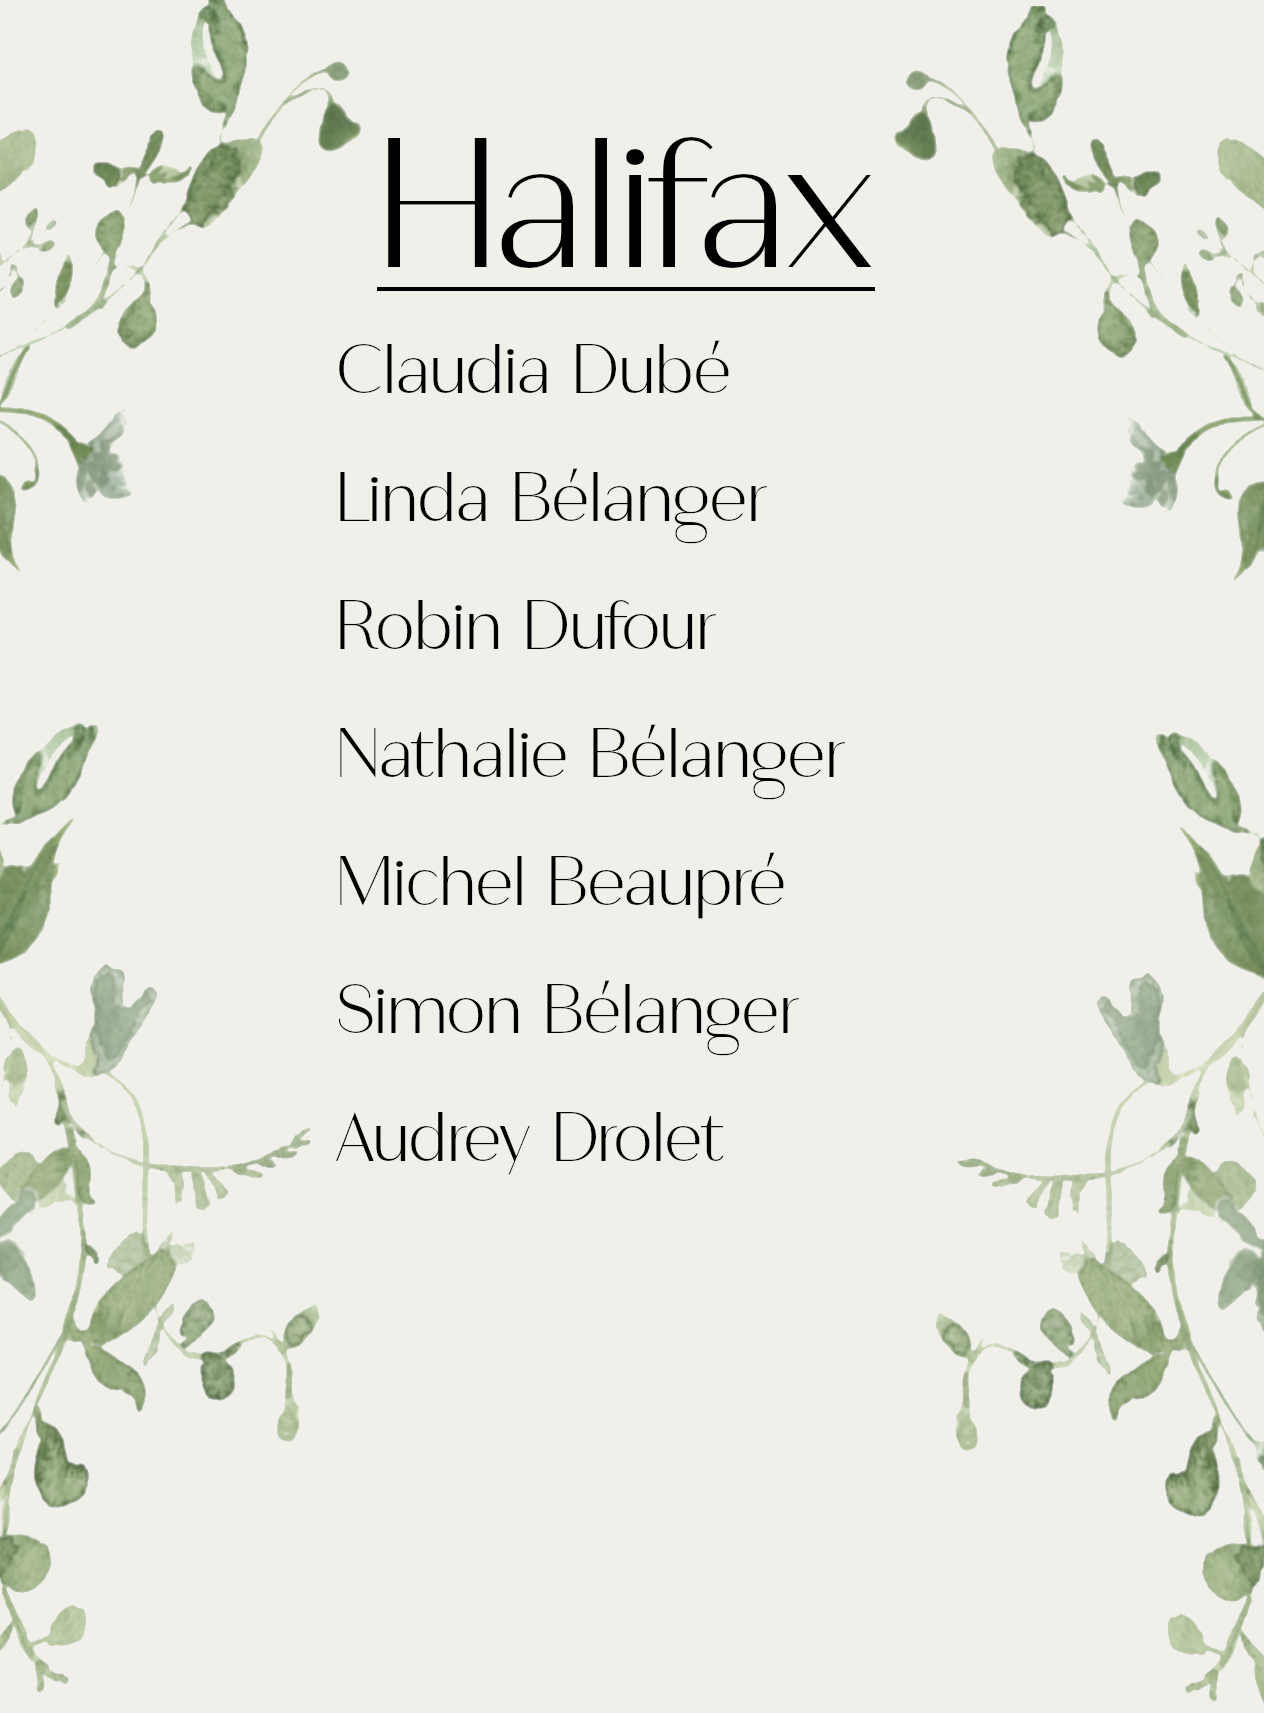 Halifax
Claudia Dubé
Linda Bélanger
Robin Dufour
Nathalie Bélanger
Michel Beaupré
Simon Bélanger
Audrey Drolet